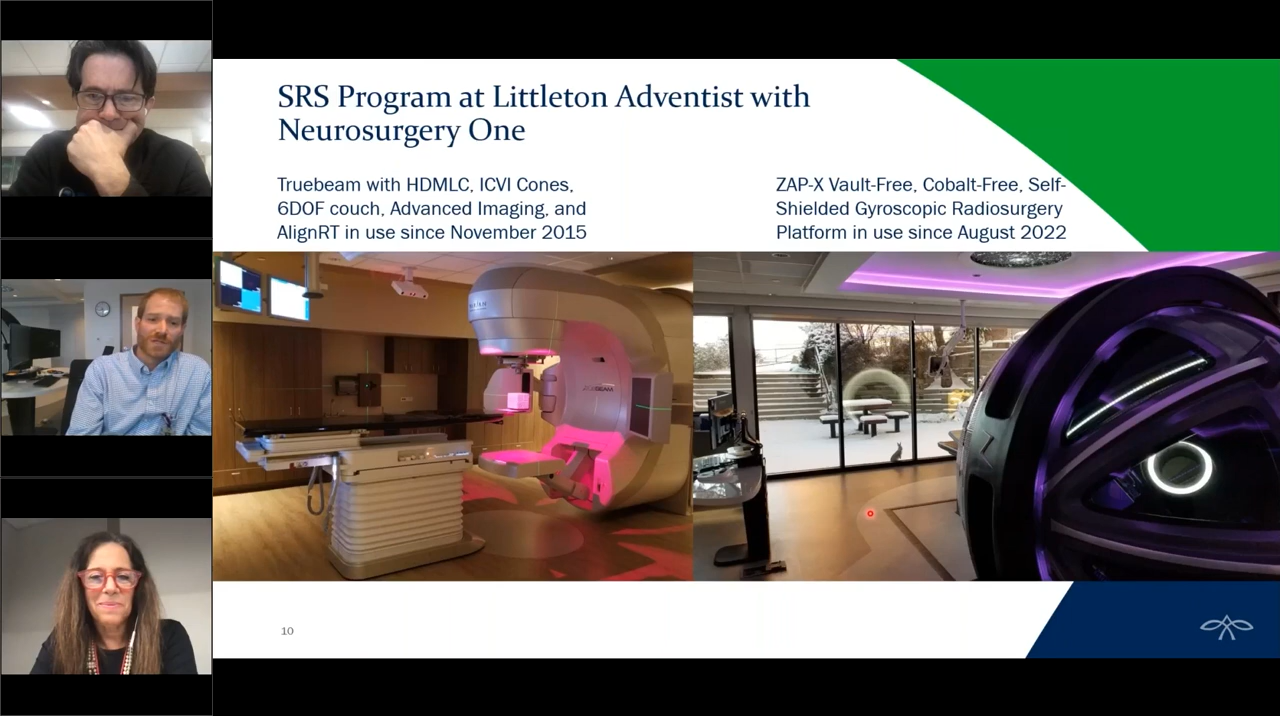 SRS Program at Littleton Adventist with
Neurosurgery One
Truebeam with HDMLC, ICVI Cones,
6DOF couch, Advanced Imaging, and
AlignRT in use since November 2015
ZAP-X Vault-Free, Cobalt-Free, Self-
Shielded Gyroscopic Radiosurgery
Platform in use since August 2022
10